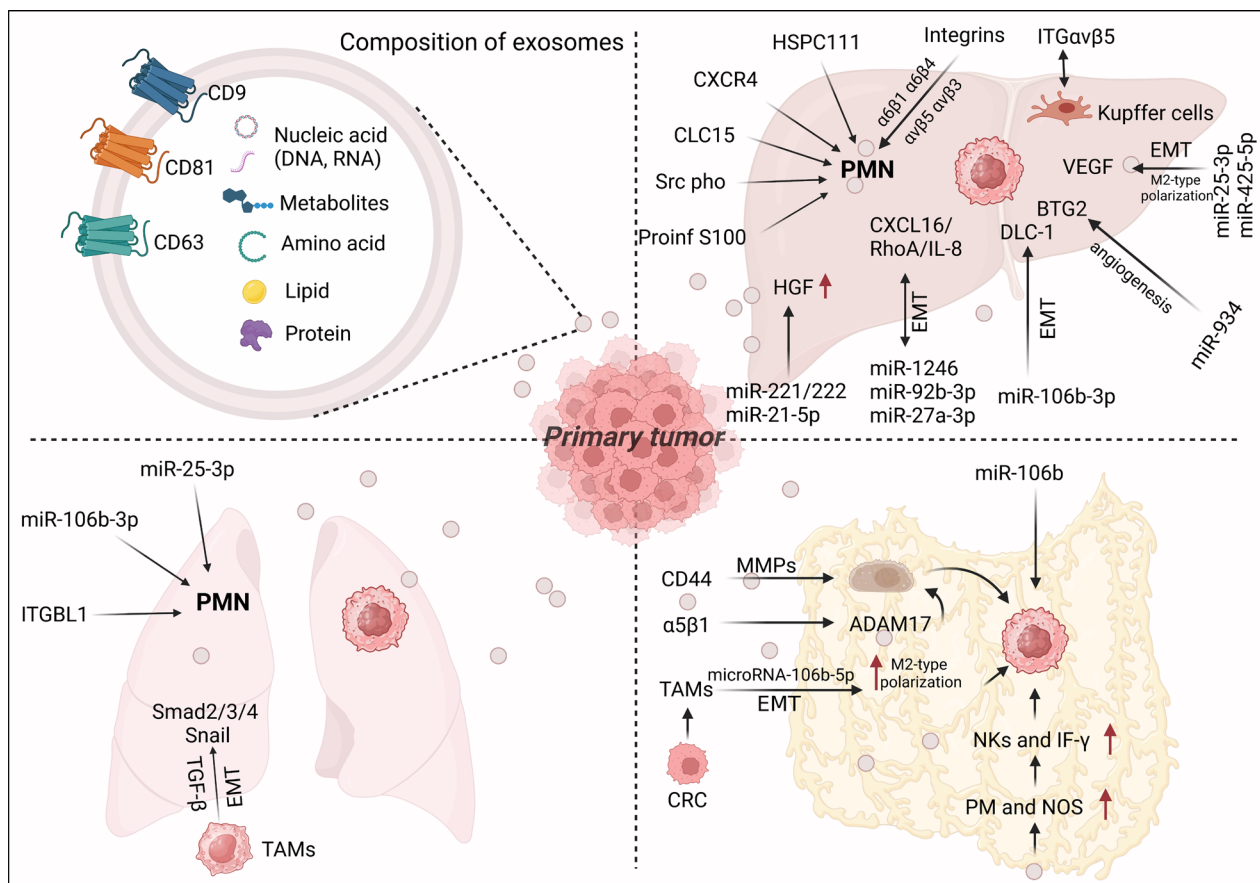 Composition of exosomes
CD9
CD81
CD63
Nucleic acid
(DNA, RNA)
Metabolites
Amino acid
Lipid
Protein
HSPC111
Integrins
ITGαvβ5
CXCR4
α6β1 α6β4
αvβ5 αvβ3
Kupffer cells
CLC15
PMN
VEGF
EMT
M2-type
polarization
miR-25-3p
miR-425-5p
Src pho
Proinf S100
CXCL16/
RhoA/IL-8
BTG2
DLC-1
angiogenesis
HGF
EMT
EMT
miR-934
miR-221/222
miR-21-5p
miR-1246
miR-92b-3p
miR-27a-3p
miR-106b-3p
Primary tumor
miR-25-3p
miR-106b-3p
ITGBL1
PMN
Smad2/3/4
Snail
TGF-β
EMT
TAMs
miR-106b
CD44
MMPs
α5β1
ADAM17
TAMs
microRNA-106b-5p
EMT
M2-type
polarization
CRC
NKs and IF-γ
PM and NOS